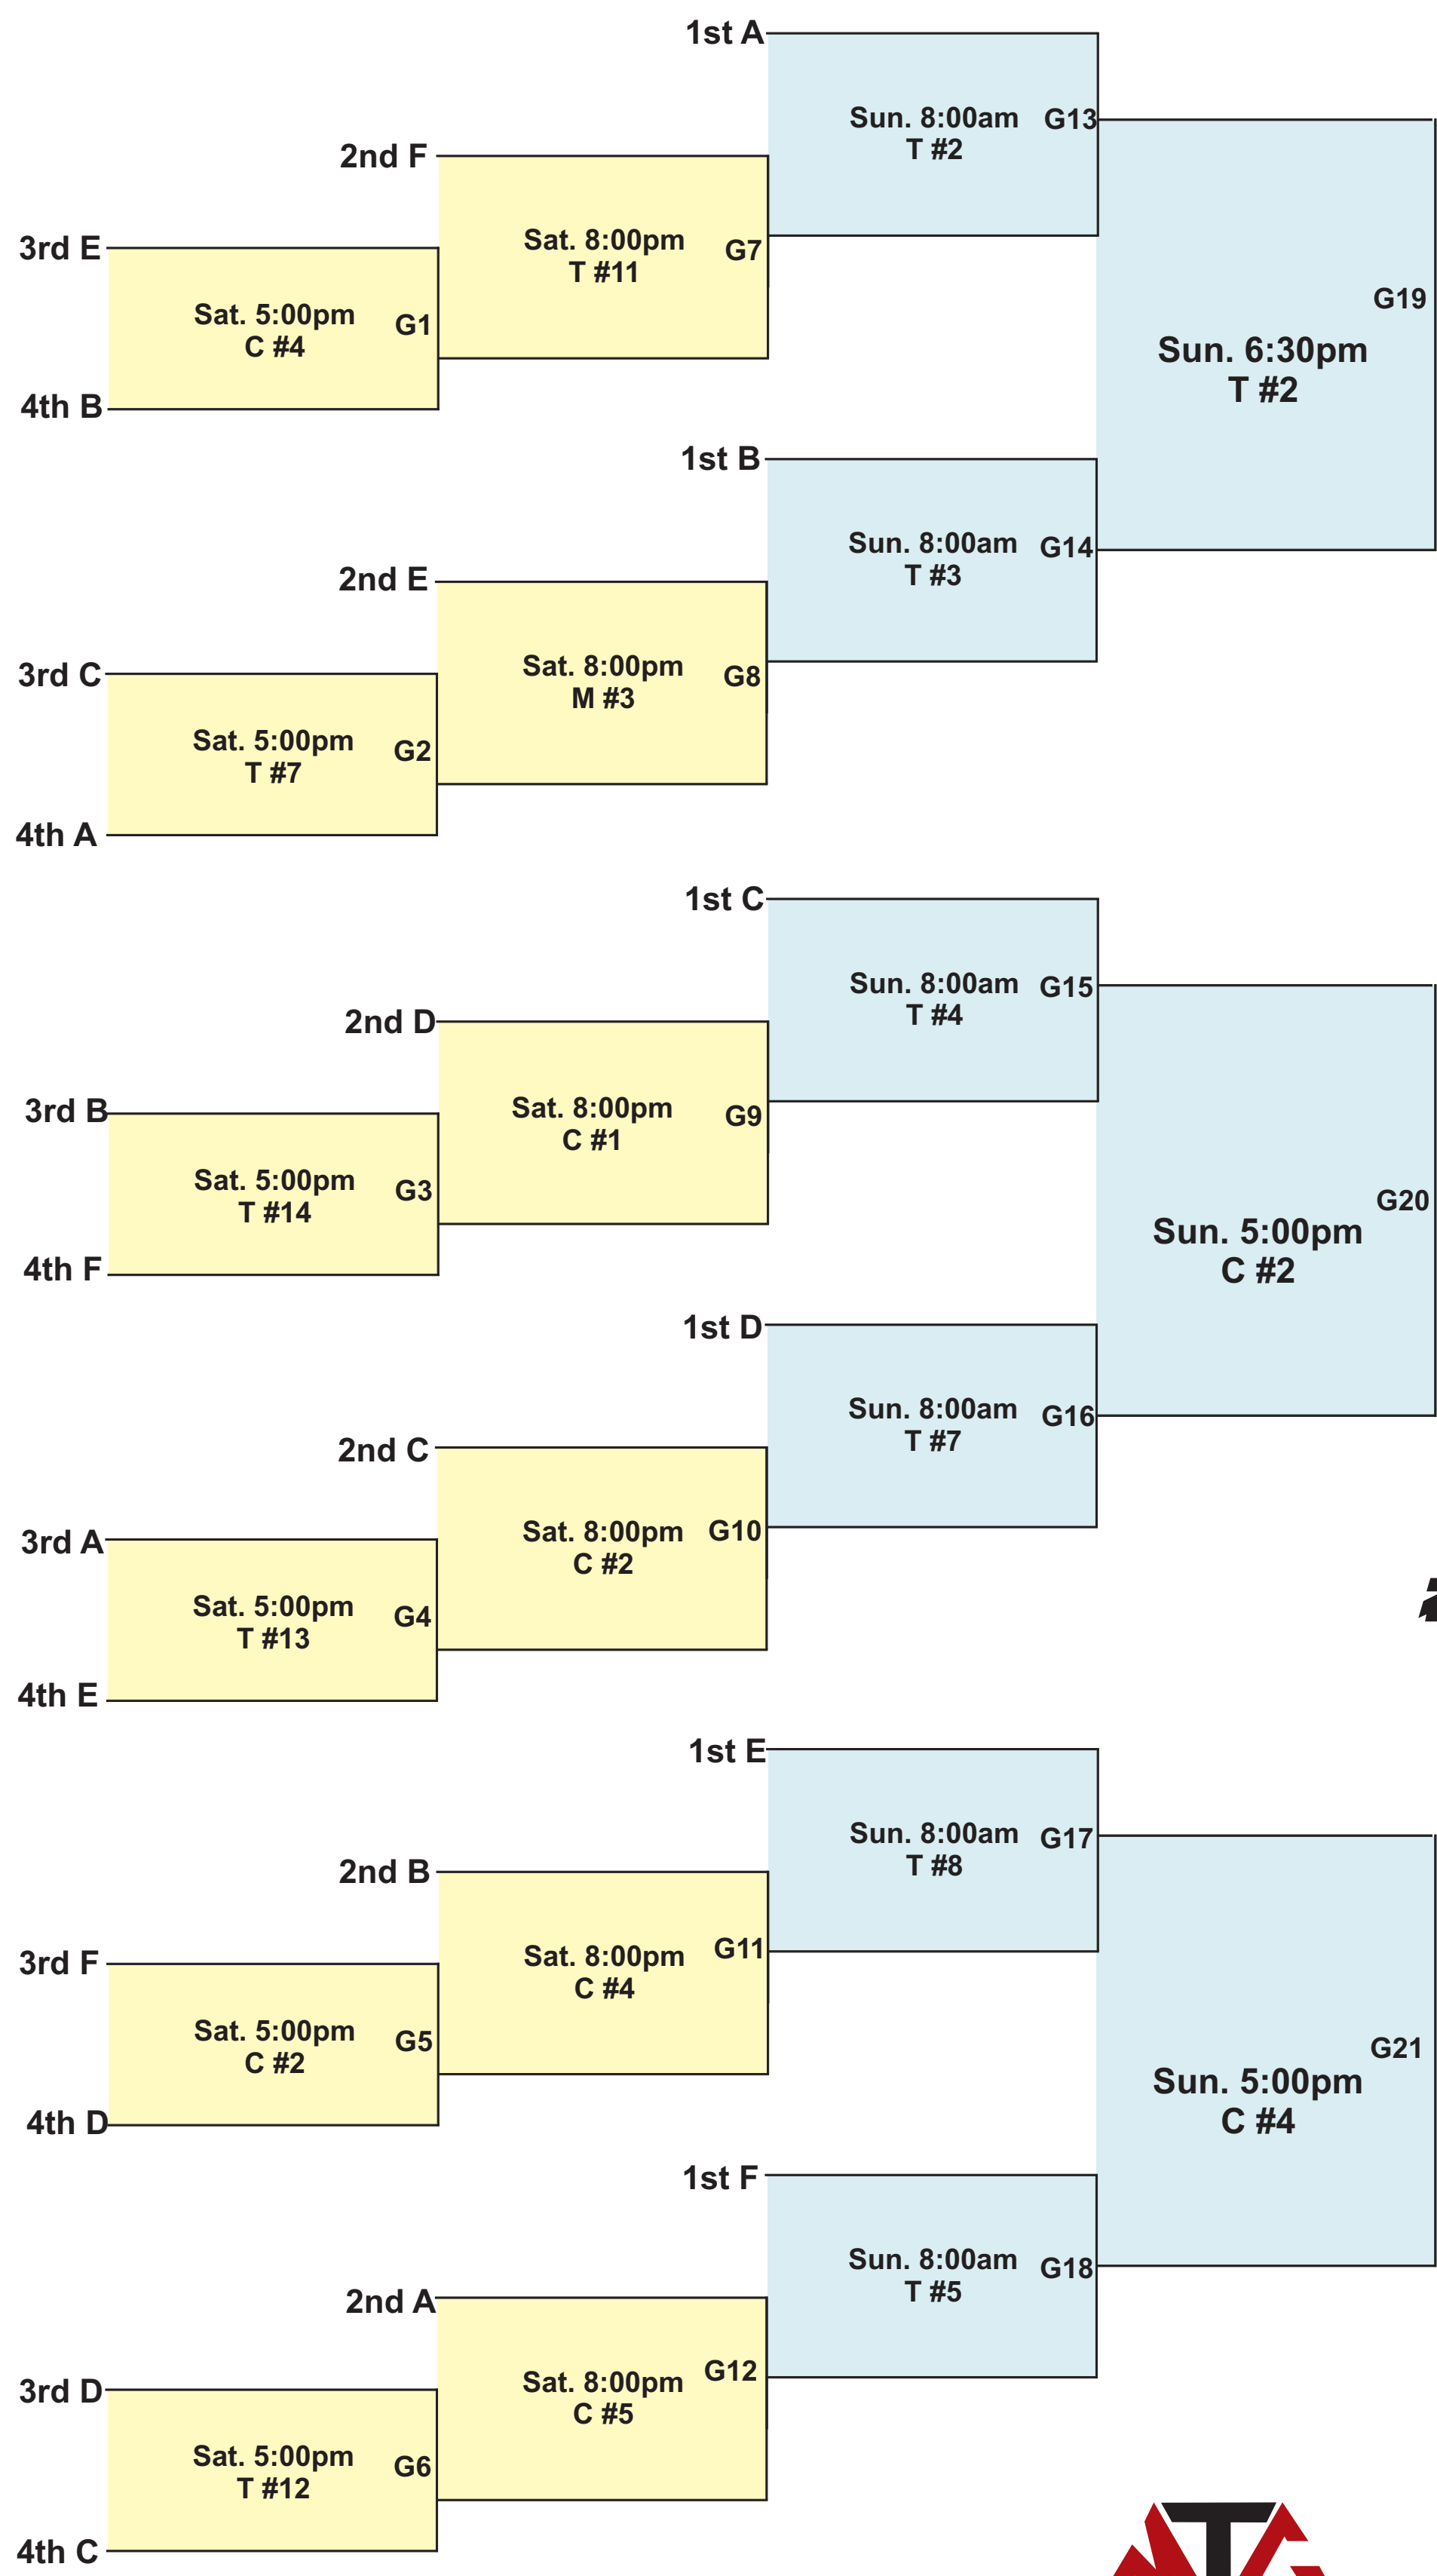 1st A
Sun. 8:00am G13
T #2
2nd F
Sat. 8:00pm G7
T #11
3rd E
Sat. 5:00pm G1
C #4
4th B
G19
Sun. 6:30pm
T #2
1st B
Sun. 8:00am G14
T #3
2nd E
Sat. 8:00pm G8
M #3
3rd C
Sat. 5:00pm G2
T #7
4th A
1st C
Sun. 8:00am G15
T #4
2nd D
Sat. 8:00pm G9
C #1
3rd B
Sat. 5:00pm G3
T #14
4th F
G20
Sun. 5:00pm
C #2
1st D
Sun. 8:00am G16
T #7
2nd C
Sat. 8:00pm G10
C #2
3rd A
Sat. 5:00pm G4
T #13
4th E
1st E
Sun. 8:00am G17
T #8
2nd B
Sat. 8:00pm G11
C #4
3rd F
Sat. 5:00pm G5
C #2
4th D
G21
Sun. 5:00pm
C #4
1st F
Sun. 8:00am G18
T #5
2nd A
Sat. 8:00pm G12
C #5
3rd D
Sat. 5:00pm G6
T #12
4th C